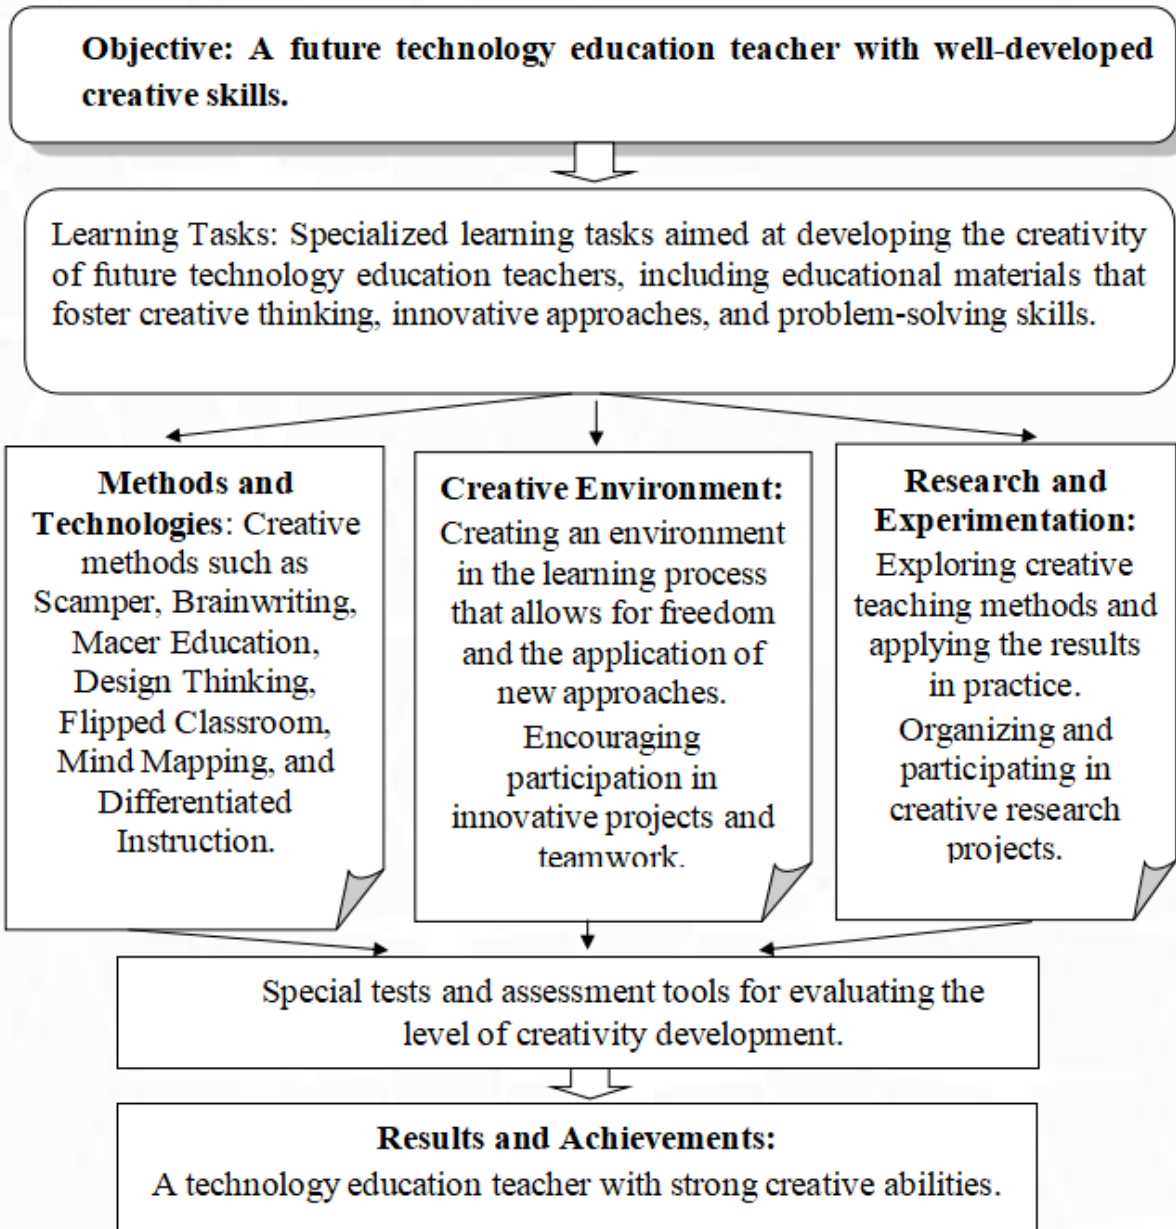 Objective: A future technology education teacher with well-developed
creative skills.
Learning Tasks: Specialized learning tasks aimed at developing the creativity
of future technology education teachers, including educational materials that
foster creative thinking, innovative approaches, and problem-solving skills.
Methods and
Technologies: Creative
methods such as
Scamper, Brainwriting,
Macer Education,
Design Thinking,
Flipped Classroom,
Mind Mapping, and
Differentiated
Instruction.
Creative Environment:
Creating an environment
in the learning process
that allows for freedom
and the application of
new approaches.
Encouraging
participation in
innovative projects and
teamwork.
Research and
Experimentation:
Exploring creative
teaching methods and
applying the results
in practice.
Organizing and
participating in
creative research
projects.
Special tests and assessment tools for evaluating the
level of creativity development.
Results and Achievements:
A technology education teacher with strong creative abilities.